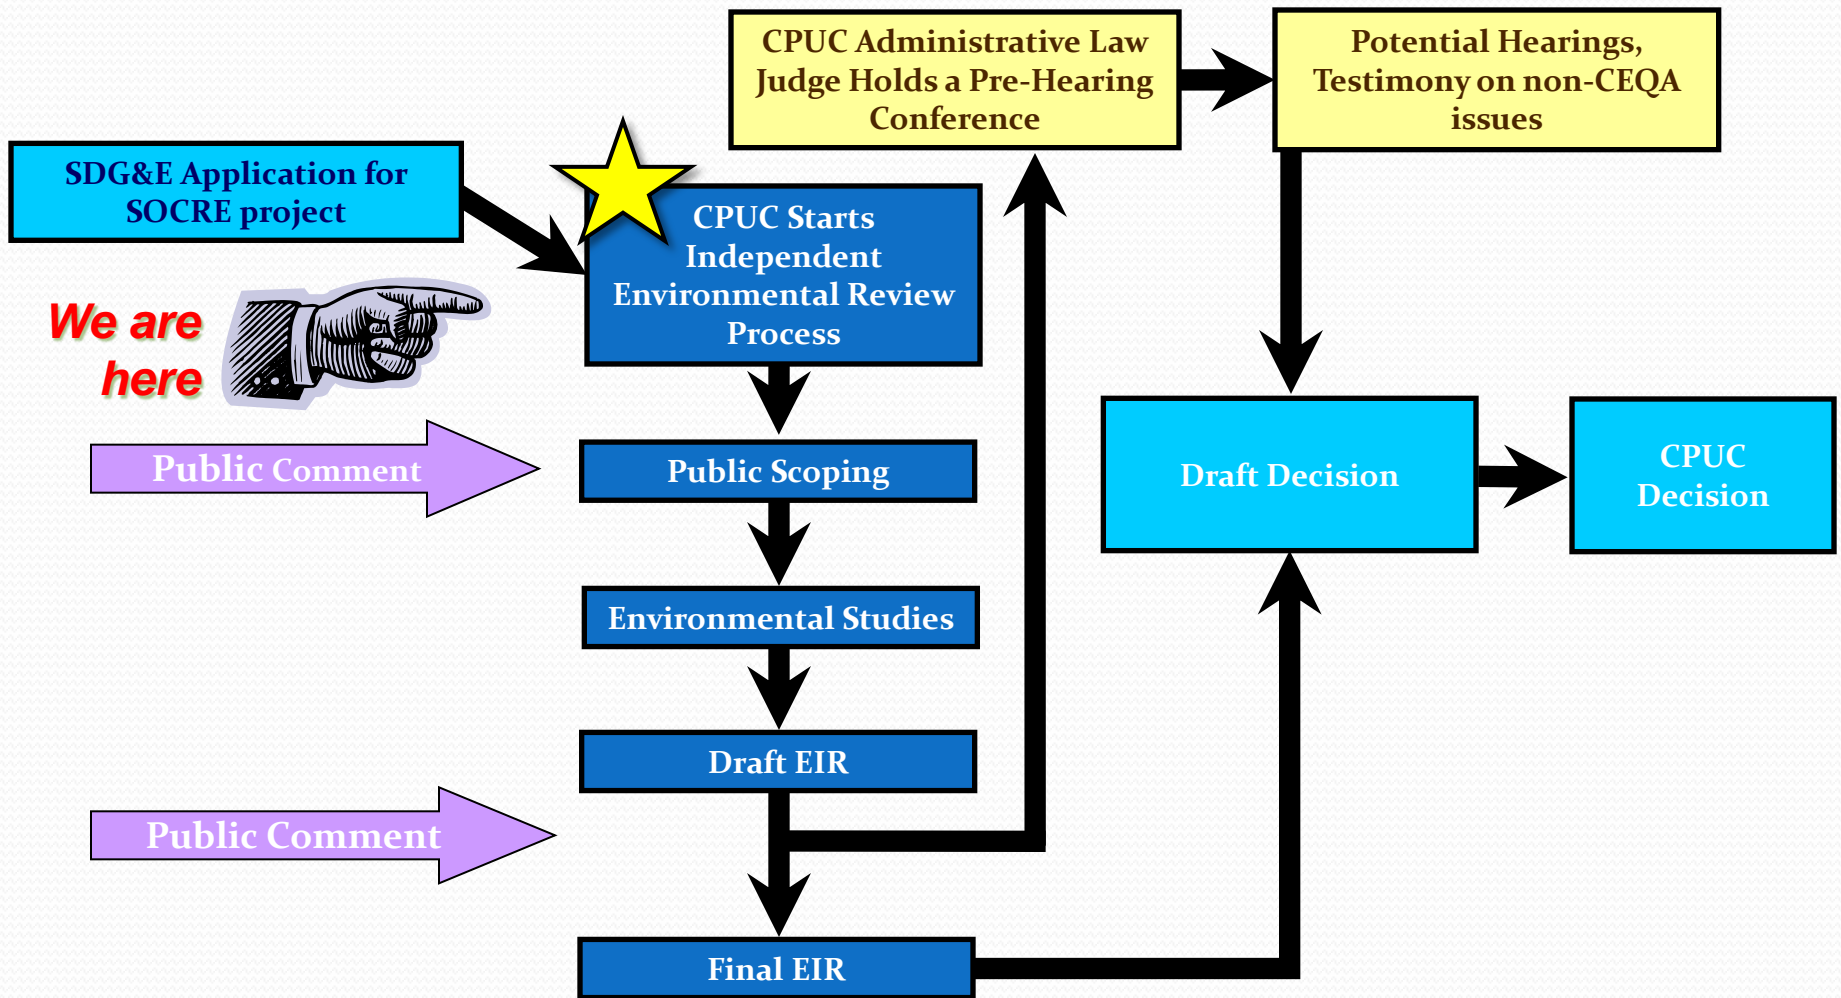 CPUC Administrative Law
Judge Holds a Pre-Hearing
Conference
Potential Hearings,
Testimony on non-CEQA
issues
SDG&E Application for
SOCRE project
CPUC Starts
Independent
Environmental Review
Process
We are
here
Public Comment
Public Scoping
Draft Decision
CPUC
Decision
Environmental Studies
Draft EIR
Public Comment
Final EIR